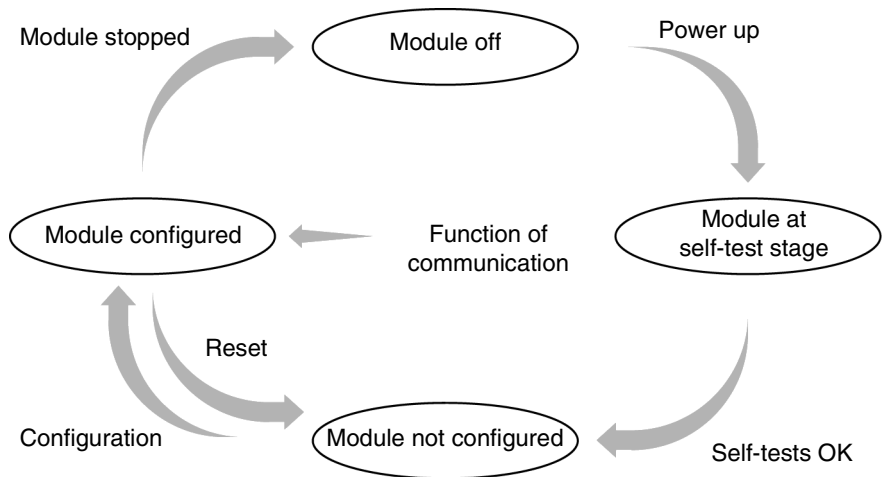 Module stopped
Module off
Power up
Module configured
Function of
communication
Module at
self-test stage
Reset
Configuration
Module not configured
Self-tests OK